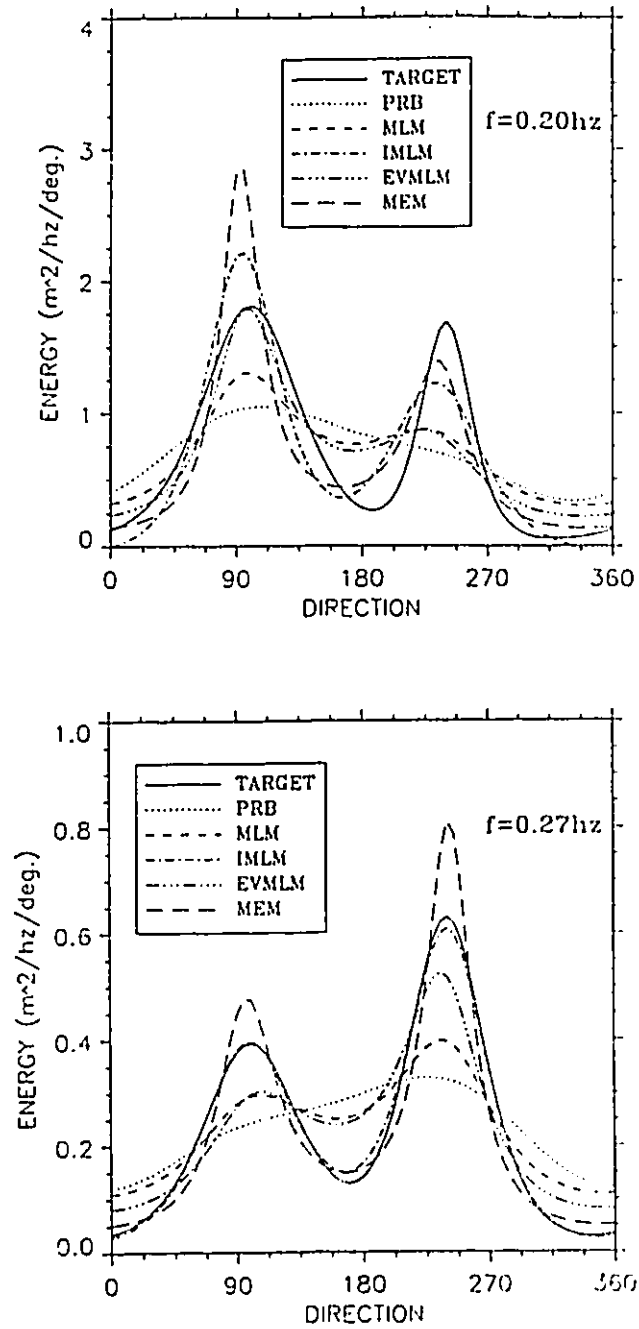 4
3
2
1
0
ENERGY (m^2/hz/deg.)
TARGET
PRB
MLM
IMLM
EVMLM
MEM
f=0.20hz
0 90 180 270 360
DIRECTION
1.0
0.8
0.6
0.4
0.2
0.0
ENERGY (m^2/hz/deg.)
TARGET
PRB
MLM
IMLM
EVMLM
MEM
f=0.27hz
0 90 180 270 360
DIRECTION